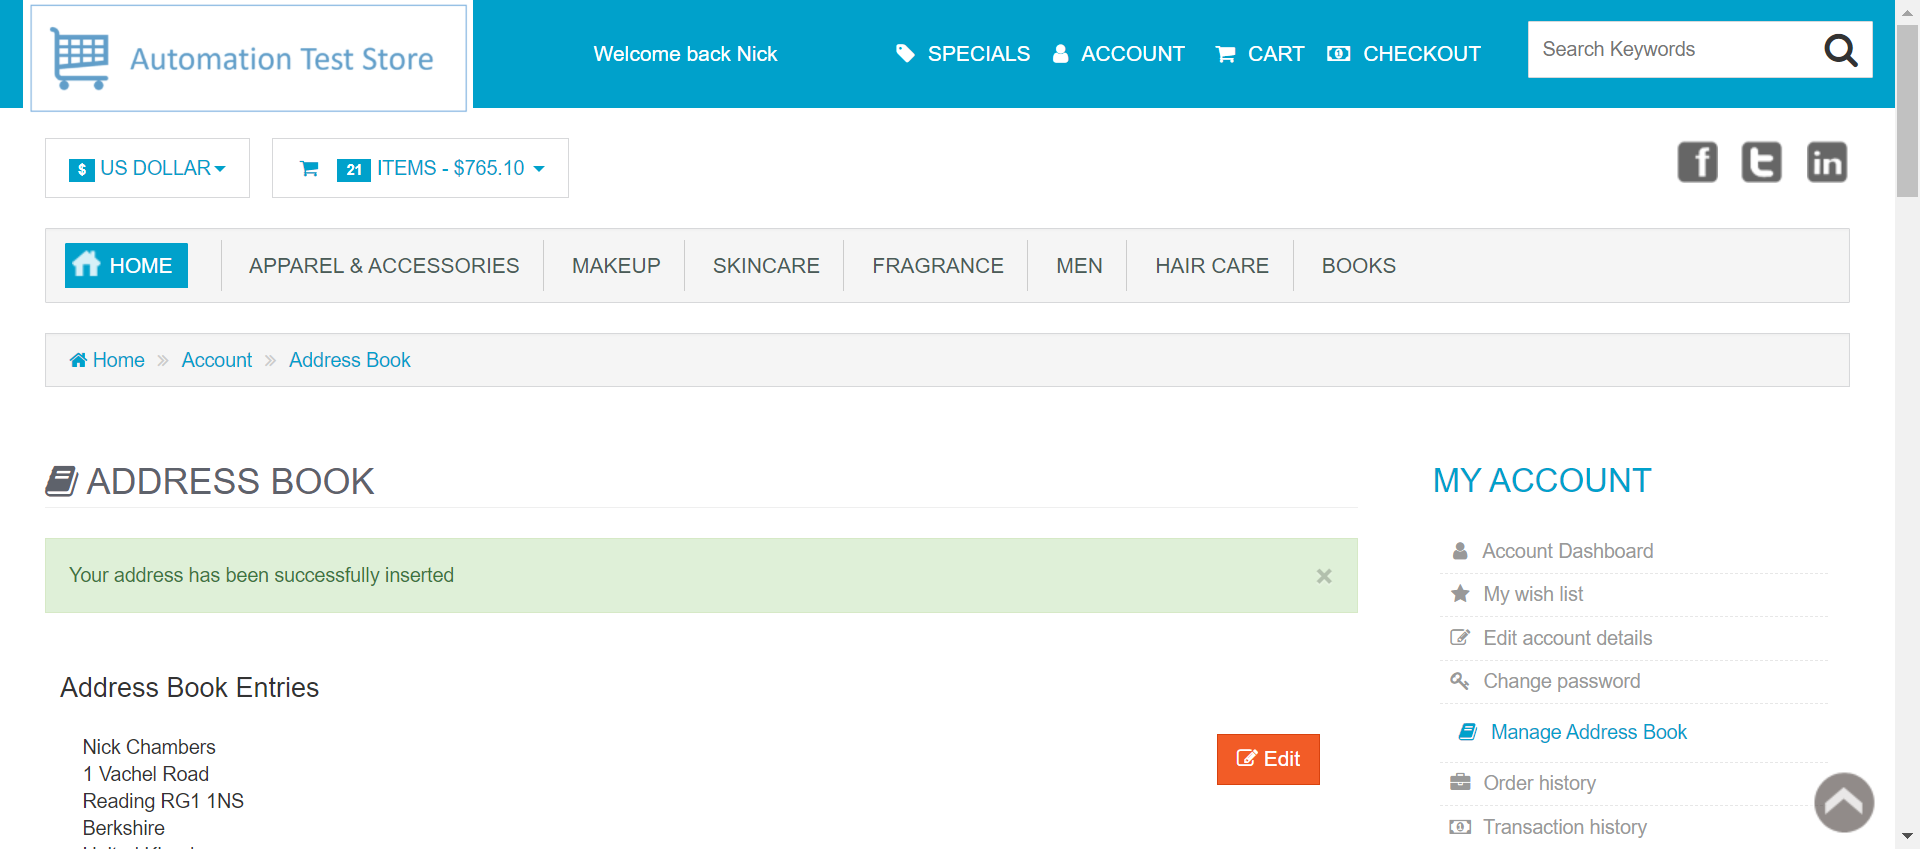 Automation Test Store
Welcome back Nick
SPECIALS
ACCOUNT
CART
CHECKOUT
Search Keywords
$ US DOLLAR
21 ITEMS - $765.10
f
t
in
HOME
APPAREL & ACCESSORIES
MAKEUP
SKINCARE
FRAGRANCE
MEN
HAIR CARE
BOOKS
Home » Account » Address Book
ADDRESS BOOK
Your address has been successfully inserted
×
Address Book Entries
Nick Chambers
1 Vachel Road
Reading RG1 1NS
Berkshire
Edit
MY ACCOUNT
Account Dashboard
My wish list
Edit account details
Change password
Manage Address Book
Order history
Transaction history